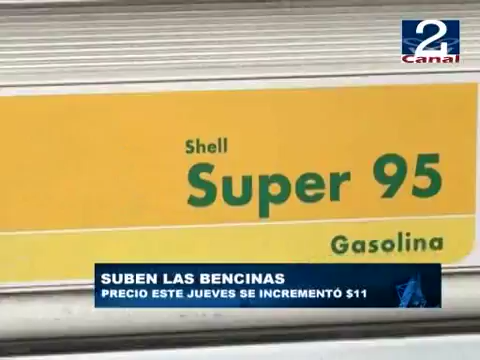 2
Canal
Shell
Super 95
Gasolina
SUBEN LAS BENCINAS
PRECIO ESTE JUEVES SE INCREMENTÓ $11